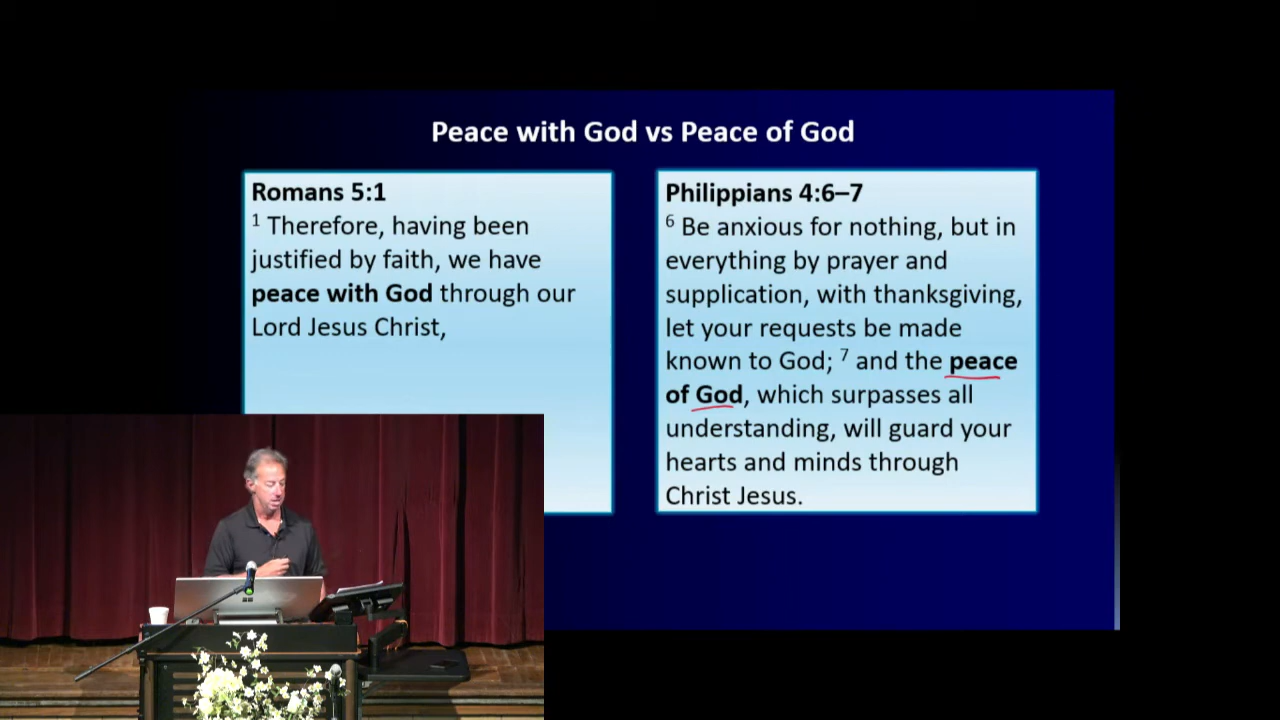 Peace with God vs Peace of God
Romans 5:1
1 Therefore, having been
justified by faith, we have
peace with God through our
Lord Jesus Christ,
Philippians 4:6–7
6 Be anxious for nothing, but in
everything by prayer and
supplication, with thanksgiving,
let your requests be made
known to God; 7 and the peace
of God, which surpasses all
understanding, will guard your
hearts and minds through
Christ Jesus.